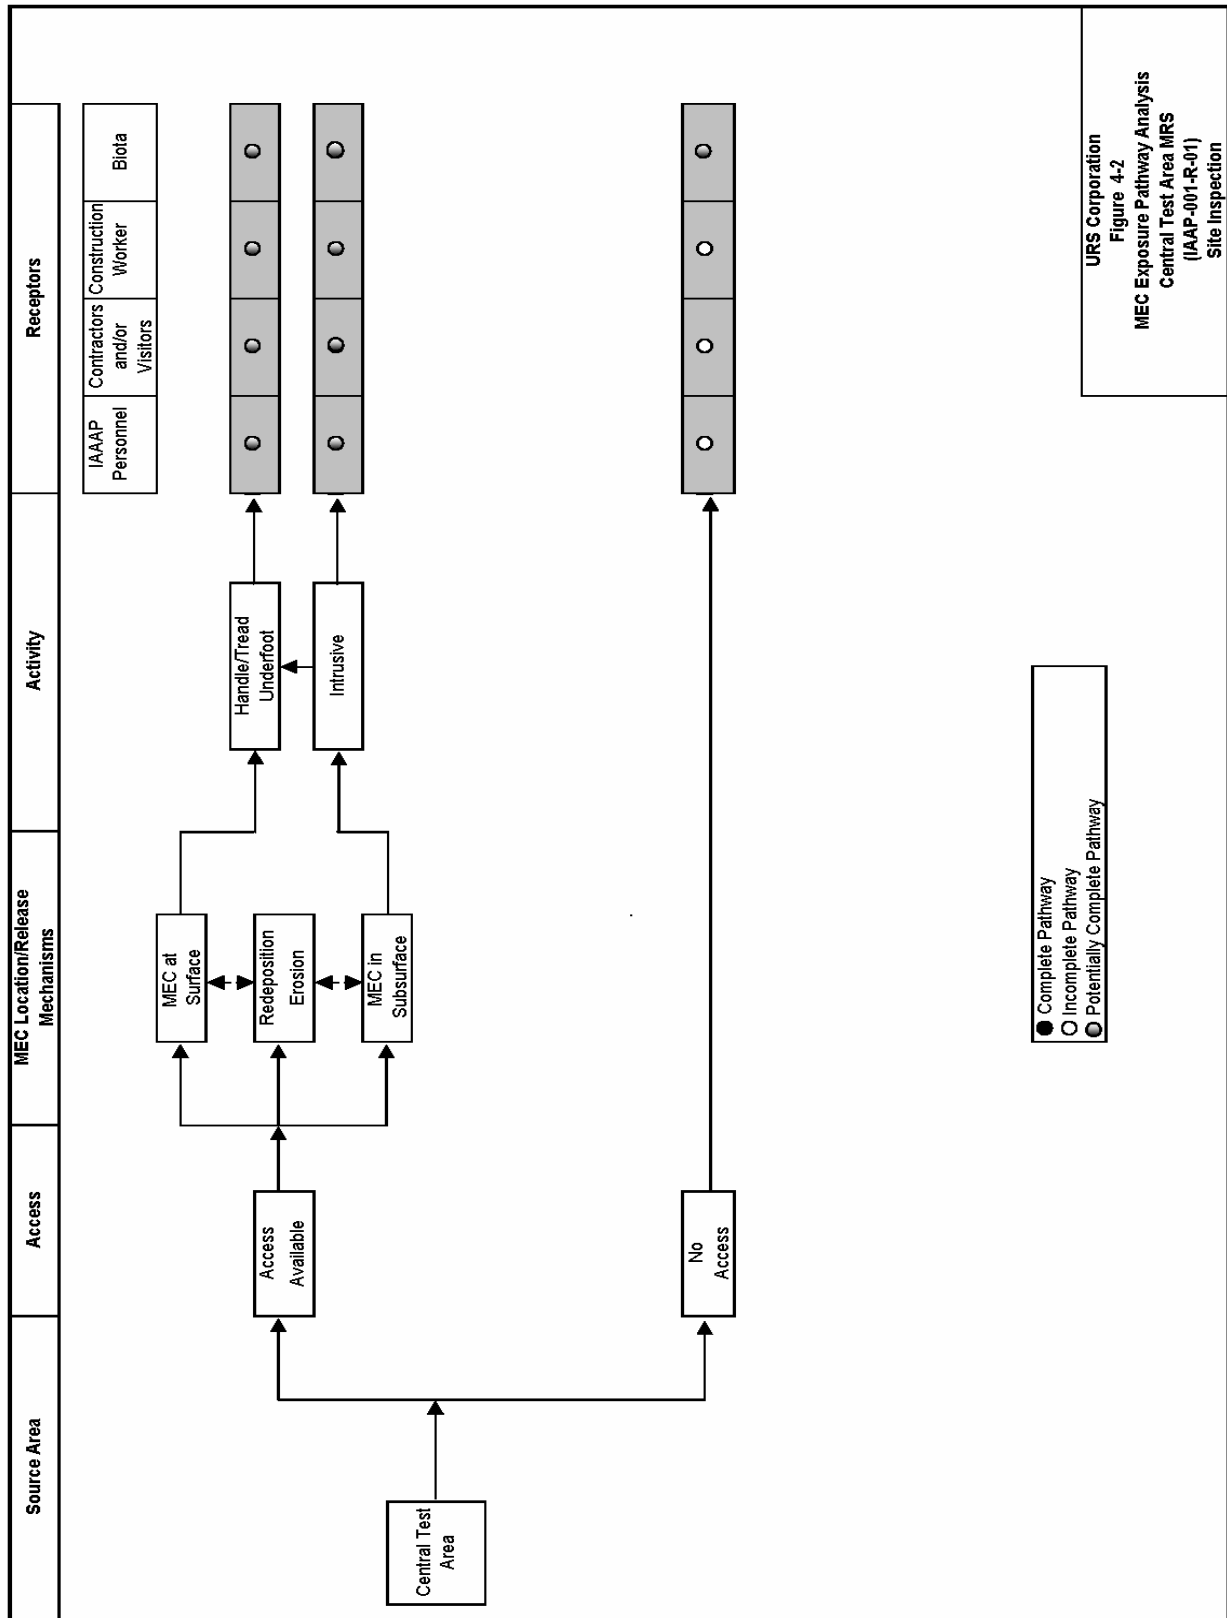 Source Area
Access
MEC Location/Release
Mechanisms
Activity
Receptors
IAAAP
Personnel
Contractors
and/or
Visitors
Construction
Worker
Biota
Central Test
Area
Access
Available
No
Access
MEC at
Surface
Redeposition
Erosion
MEC in
Subsurface
Handle/Tread
Underfoot
Intrusive
Complete Pathway
Incomplete Pathway
Potentially Complete Pathway
URS Corporation
Figure 4-2
MEC Exposure Pathway Analysis
Central Test Area MRS
(IAAP-001-R-01)
Site Inspection